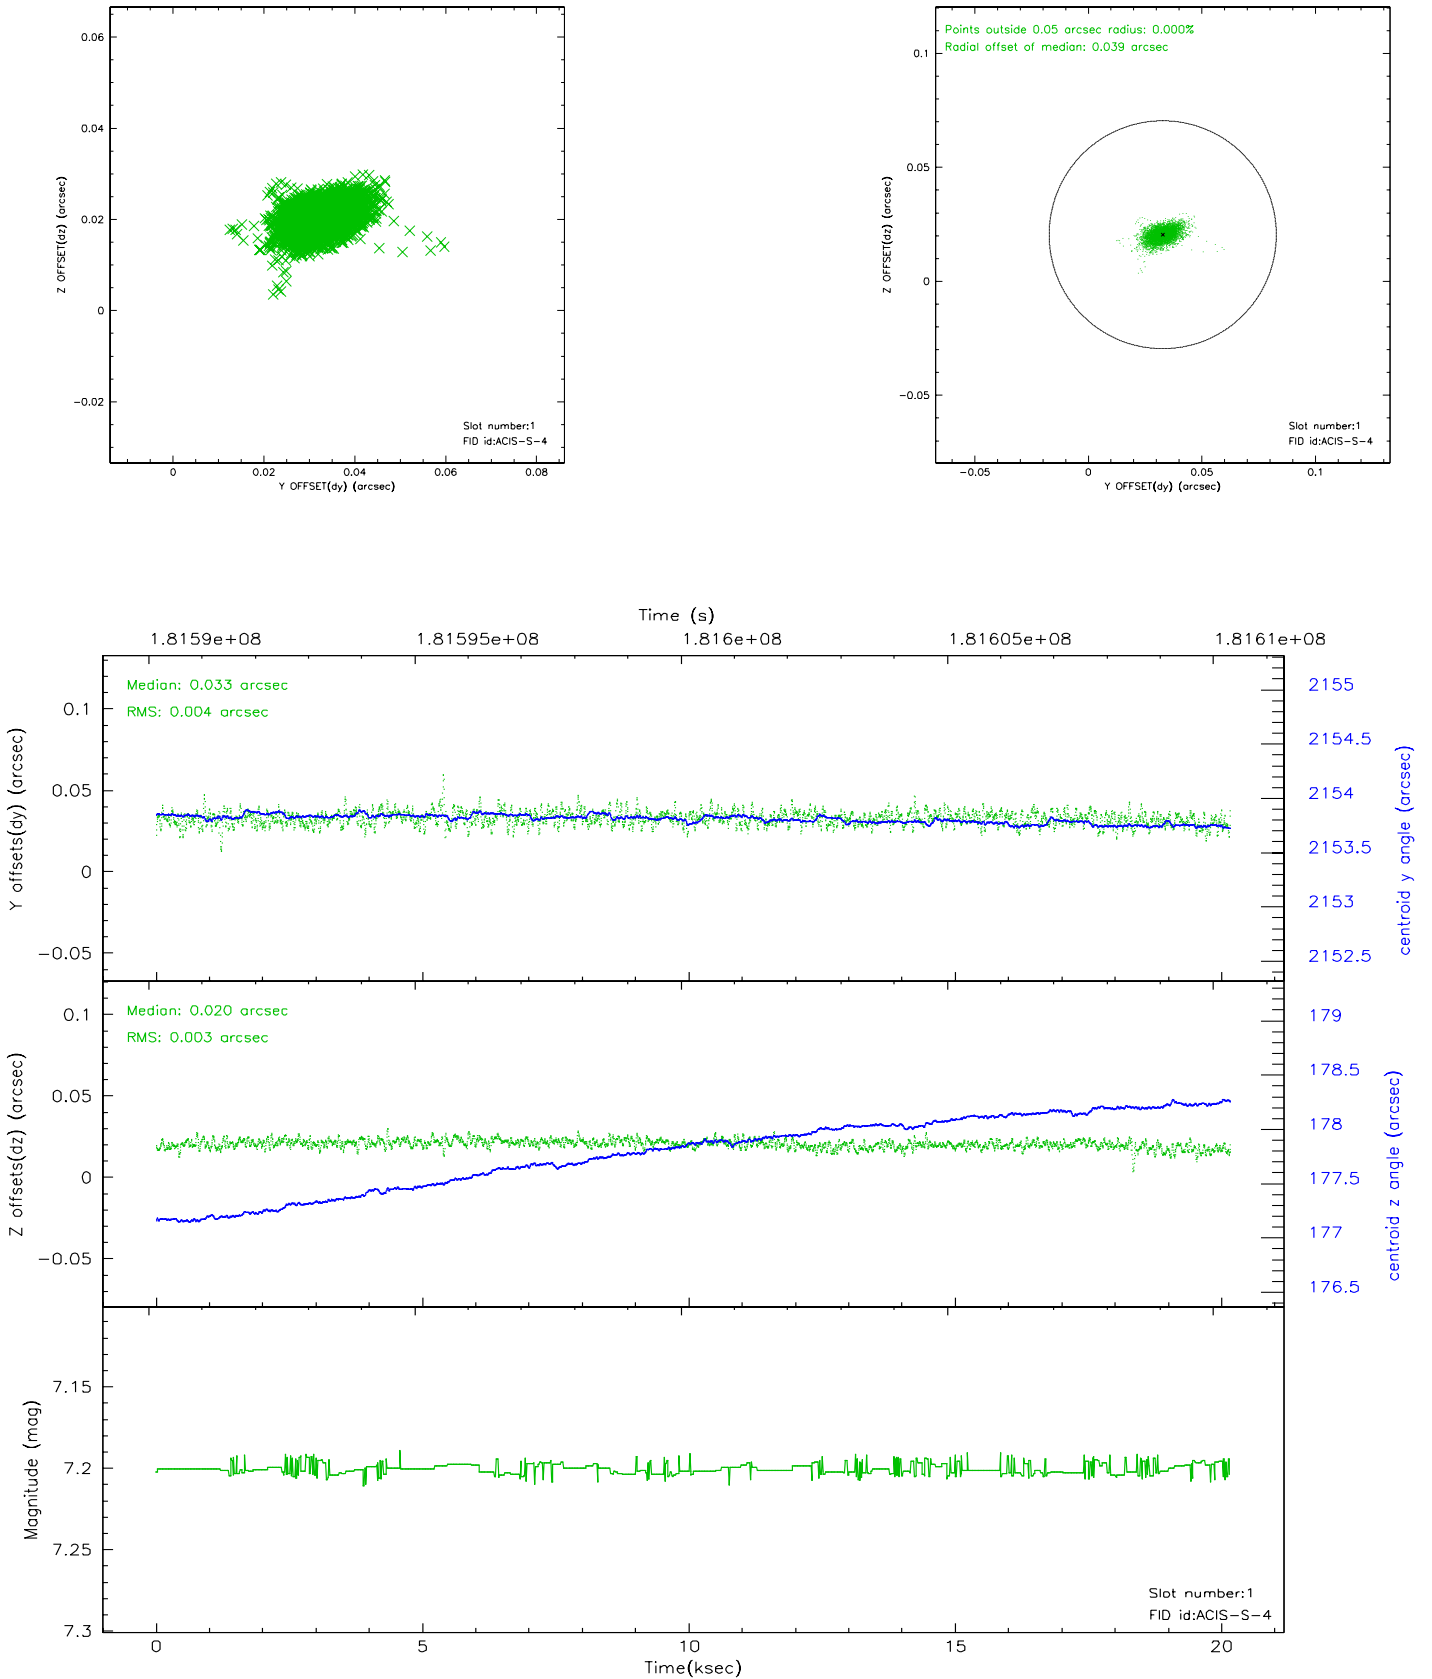 0.06
0.04
0.02
0
−0.02
Z OFFSET(dz) (arcsec)
Slot number:1
FID id:ACIS−S−4
0 0.02 0.04 0.06 0.08
Y OFFSET(dy) (arcsec)
Points outside 0.05 arcsec radius: 0.000%
Radial offset of median: 0.039 arcsec
0.1
0.05
0
−0.05
Z OFFSET(dz) (arcsec)
Slot number:1
FID id:ACIS−S−4
−0.05 0 0.05 0.1
Y OFFSET(dy) (arcsec)
Time (s)
1.8159e+08 1.81595e+08 1.816e+08 1.81605e+08 1.8161e+08
Median: 0.033 arcsec
RMS: 0.004 arcsec
0.1
0.05
0
−0.05
Y offsets(dy) (arcsec)
2155
2154.5
2154
2153.5
2153
2152.5
centroid y angle (arcsec)
Median: 0.020 arcsec
RMS: 0.003 arcsec
0.1
0.05
0
−0.05
Z offsets(dz) (arcsec)
179
178.5
178
177.5
177
176.5
centroid z angle (arcsec)
7.15
7.2
7.25
7.3
Magnitude (mag)
Slot number:1
FID id:ACIS−S−4
0 5 10 15 20
Time(ksec)